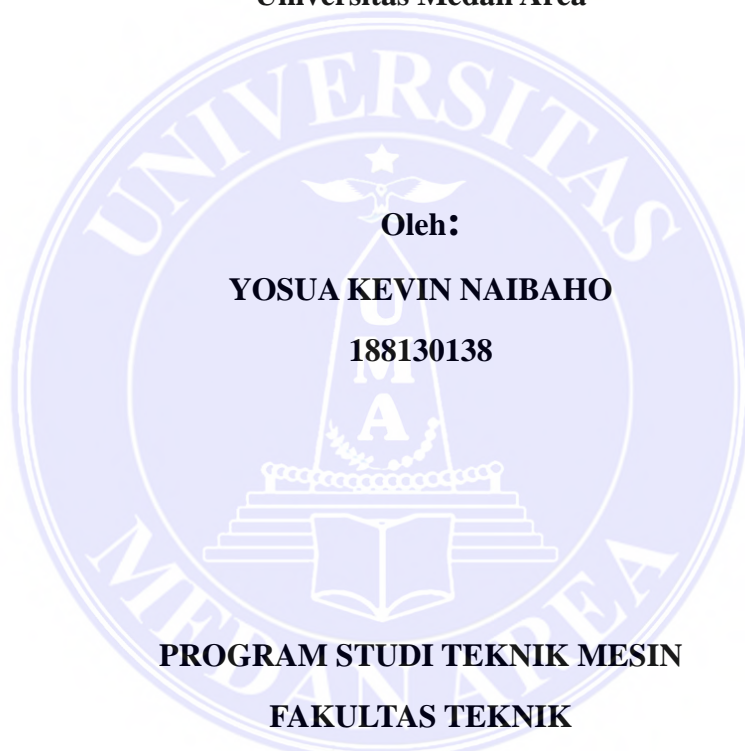 Universitas Medan Area
UNIVERSITAS
Oleh:
YOSUA KEVIN NAIBAHO
188130138
U
M
A
MEDAN AREA
PROGRAM STUDI TEKNIK MESIN
FAKULTAS TEKNIK